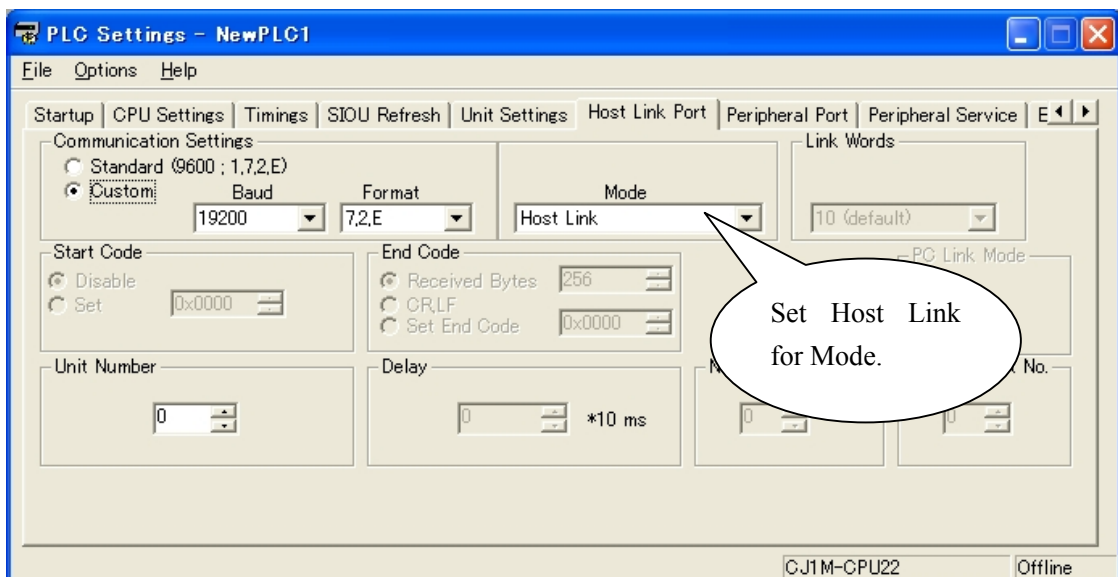 PLC Settings - NewPLC1
File Options Help
Startup CPU Settings Timings SIOU Refresh Unit Settings Host Link Port Peripheral Port Peripheral Service E
Communication Settings
Link Words
Standard (9600 ; 1,7,2,E)
Custom Baud Format Mode
19200 7,2,E Host Link 10 (default)
Start Code End Code PC Link Mode
Disable Received Bytes 256
Set 0x0000 CR,LF
Set End Code 0x0000
Set Host Link
for Mode.
Unit Number Delay N No.
0 0 *10 ms 0 0
CJ1M-CPU22 Offline